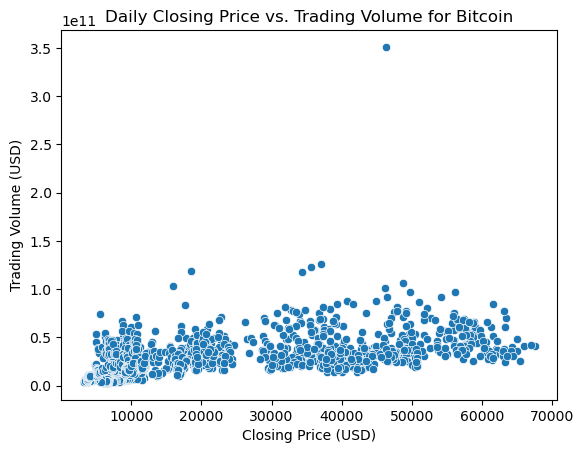 Daily Closing Price vs. Trading Volume for Bitcoin
1e11
3.5
3.0
2.5
2.0
1.5
1.0
0.5
0.0
Trading Volume (USD)
10000 20000 30000 40000 50000 60000 70000
Closing Price (USD)